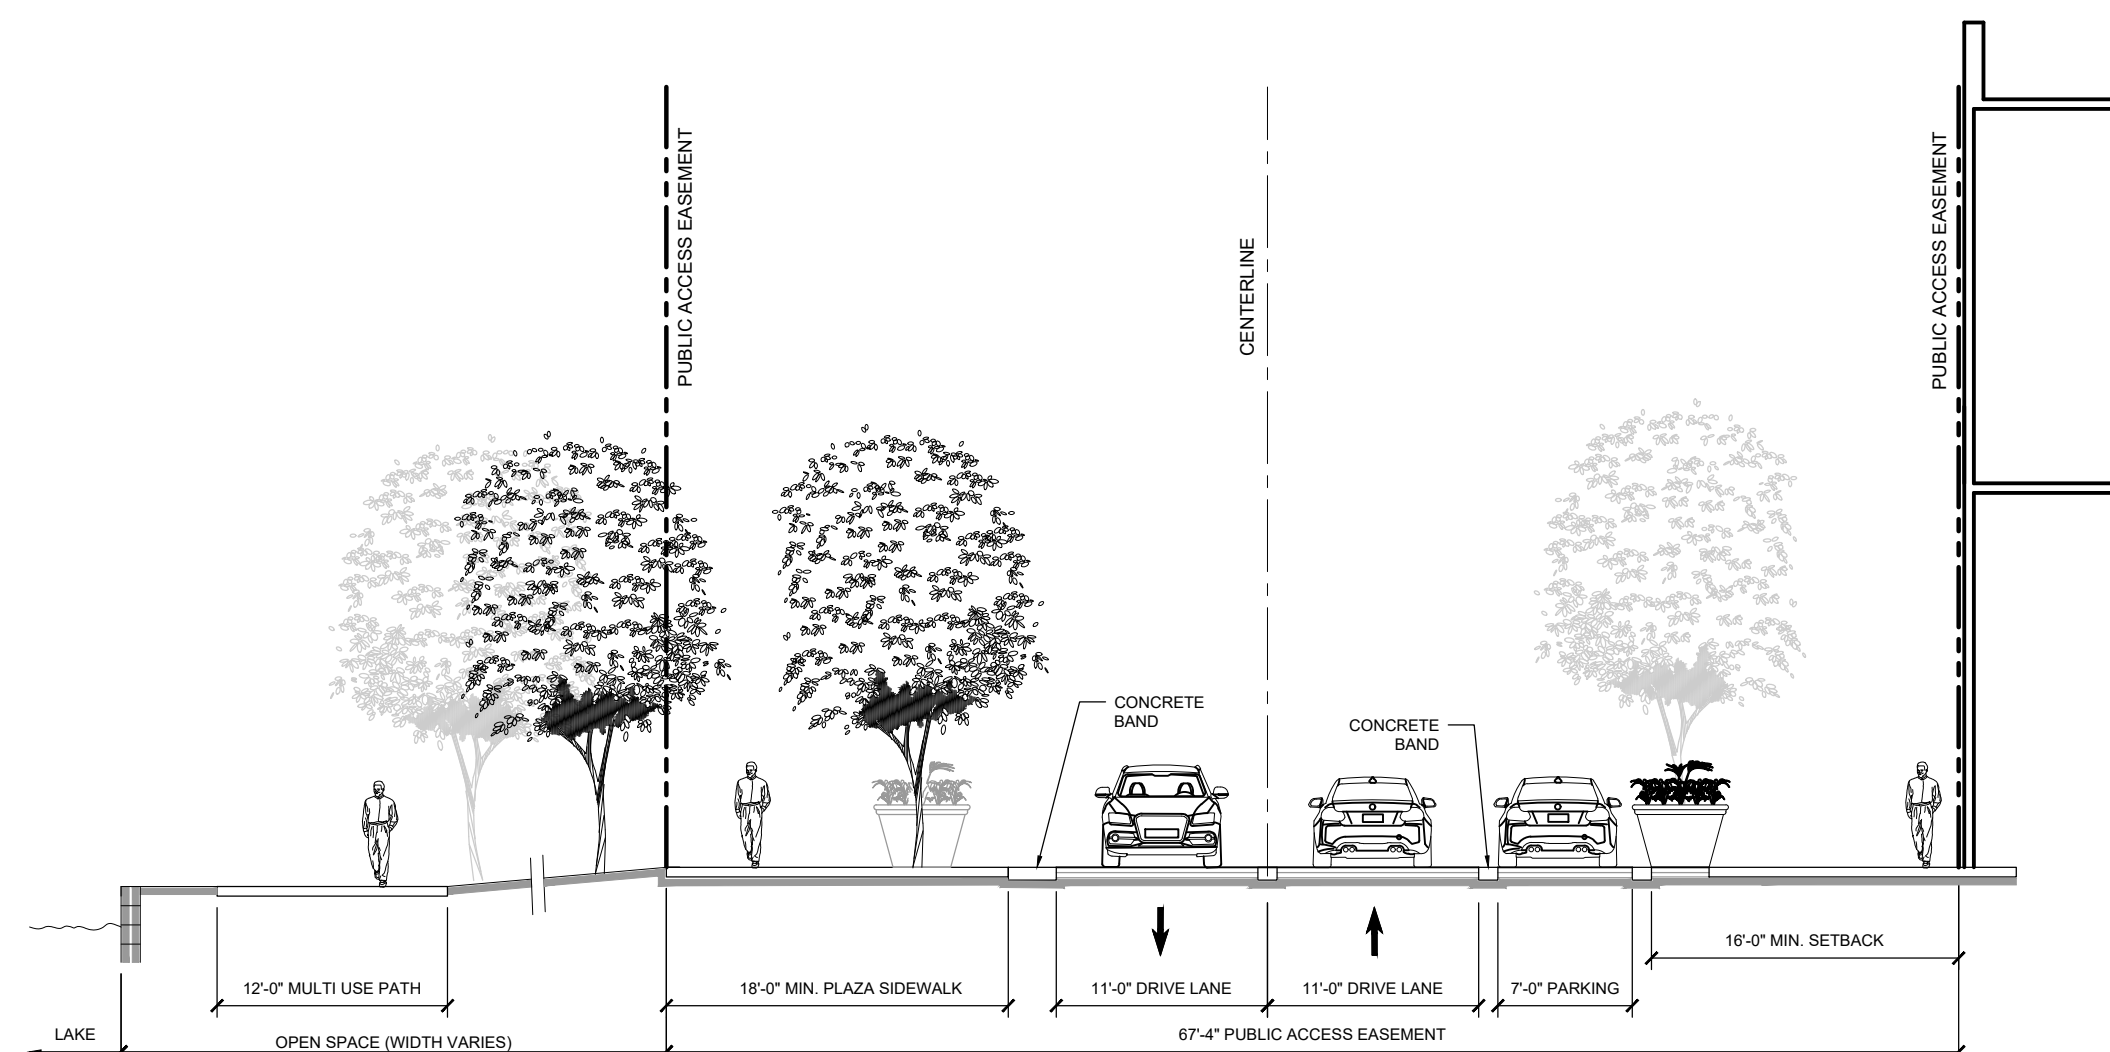 PUBLIC ACCESS EASEMENT
CENTERLINE
PUBLIC ACCESS EASEMENT
CONCRETE
BAND
CONCRETE
BAND
16'-0" MIN. SETBACK
12'-0" MULTI USE PATH
18'-0" MIN. PLAZA SIDEWALK
11'-0" DRIVE LANE
11'-0" DRIVE LANE
7'-0" PARKING
LAKE
OPEN SPACE (WIDTH VARIES)
67'-4" PUBLIC ACCESS EASEMENT